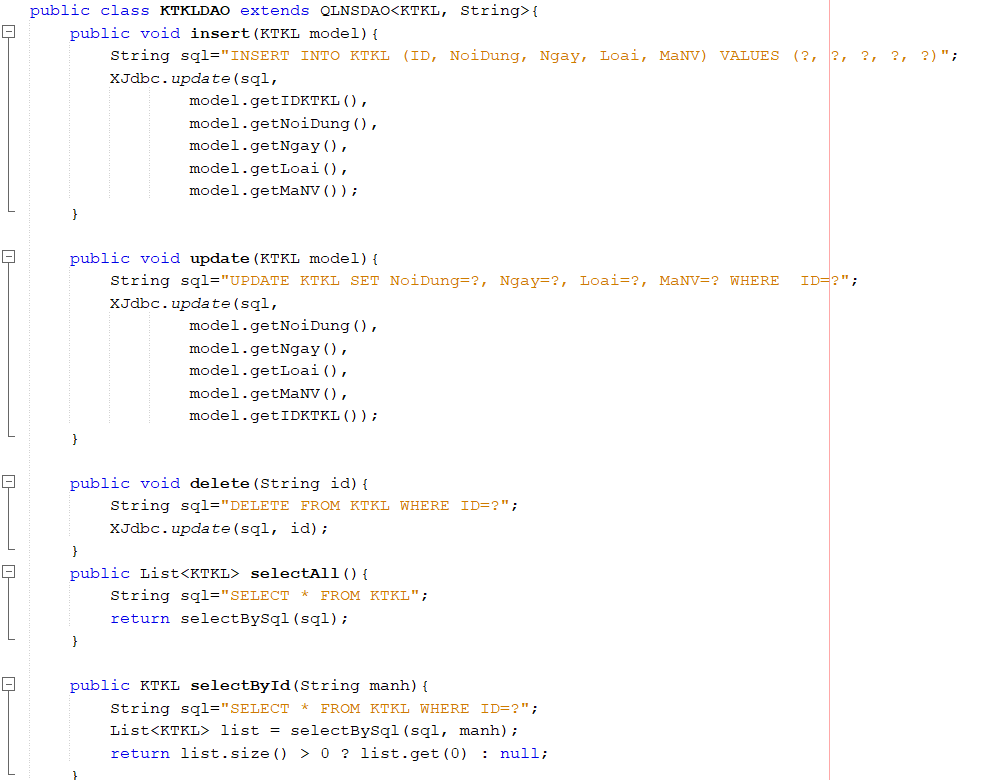 public class KTKLDAO extends QLNSDAO<KTKL, String>{
public void insert(KTKL model){
String sql="INSERT INTO KTKL (ID, NoiDung, Ngay, Loai, MaNV) VALUES (?, ?, ?, ?, ?)";
XJdbc.update(sql,
model.getIDKTKL(),
model.getNoiDung(),
model.getNgay(),
model.getLoai(),
model.getMaNV());
}
public void update(KTKL model){
String sql="UPDATE KTKL SET NoiDung=?, Ngay=?, Loai=?, MaNV=? WHERE  ID=?";
XJdbc.update(sql,
model.getNoiDung(),
model.getNgay(),
model.getLoai(),
model.getMaNV(),
model.getIDKTKL());
}
public void delete(String id){
String sql="DELETE FROM KTKL WHERE ID=?";
XJdbc.update(sql, id);
}
public List<KTKL> selectAll(){
String sql="SELECT * FROM KTKL";
return selectBySql(sql);
}
public KTKL selectById(String manh){
String sql="SELECT * FROM KTKL WHERE ID=?";
List<KTKL> list = selectBySql(sql, manh);
return list.size() > 0 ? list.get(0) : null;
}